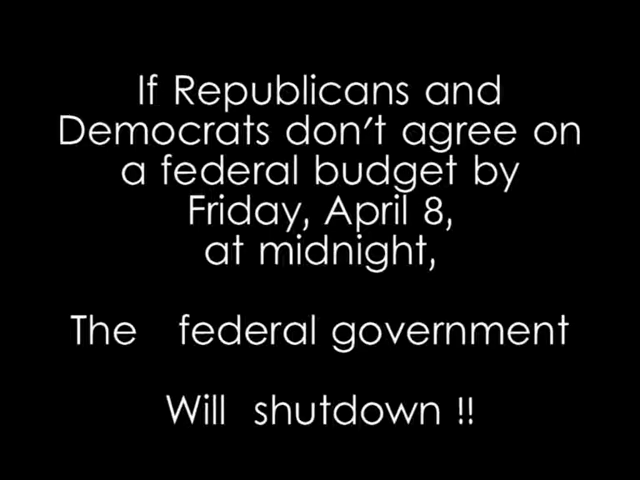 If Republicans and
Democrats don't agree on
a federal budget by
Friday, April 8,
at midnight,
The federal government
Will shutdown !!